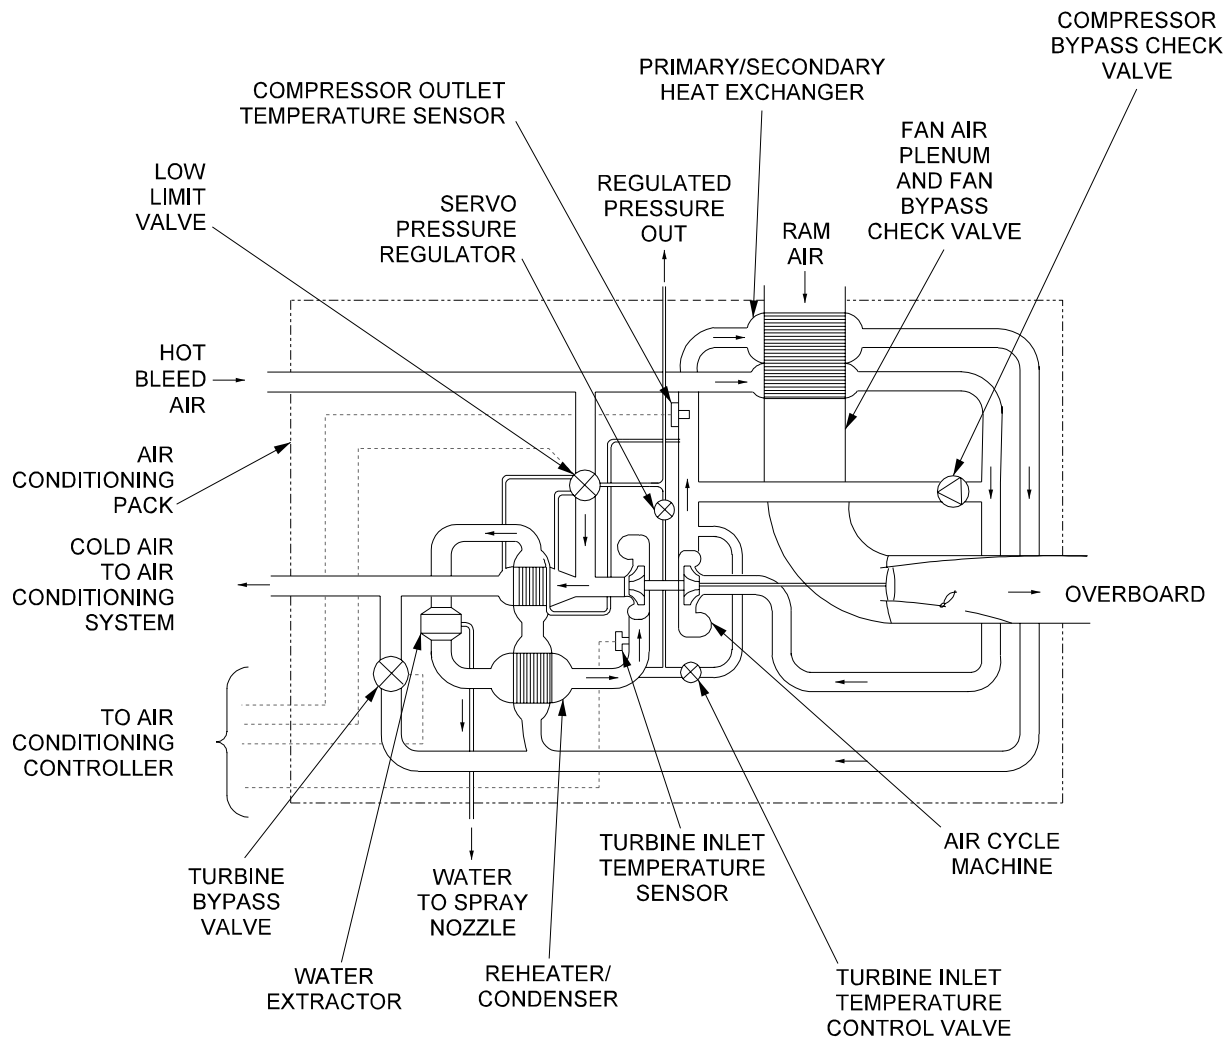 COMPRESSOR
BYPASS CHECK
VALVE
PRIMARY/SECONDARY
HEAT EXCHANGER
COMPRESSOR OUTLET
TEMPERATURE SENSOR
FAN AIR
PLENUM
AND FAN
BYPASS
CHECK VALVE
LOW
LIMIT
VALVE
SERVO
PRESSURE
REGULATOR
REGULATED
PRESSURE
OUT
RAM
AIR
HOT
BLEED
AIR
AIR
CONDITIONING
PACK
COLD AIR
TO AIR
CONDITIONING
SYSTEM
OVERBOARD
TO AIR
CONDITIONING
CONTROLLER
TURBINE
BYPASS
VALVE
WATER
TO SPRAY
NOZZLE
TURBINE INLET
TEMPERATURE
SENSOR
AIR CYCLE
MACHINE
WATER
EXTRACTOR
REHEATER/
CONDENSER
TURBINE INLET
TEMPERATURE
CONTROL VALVE